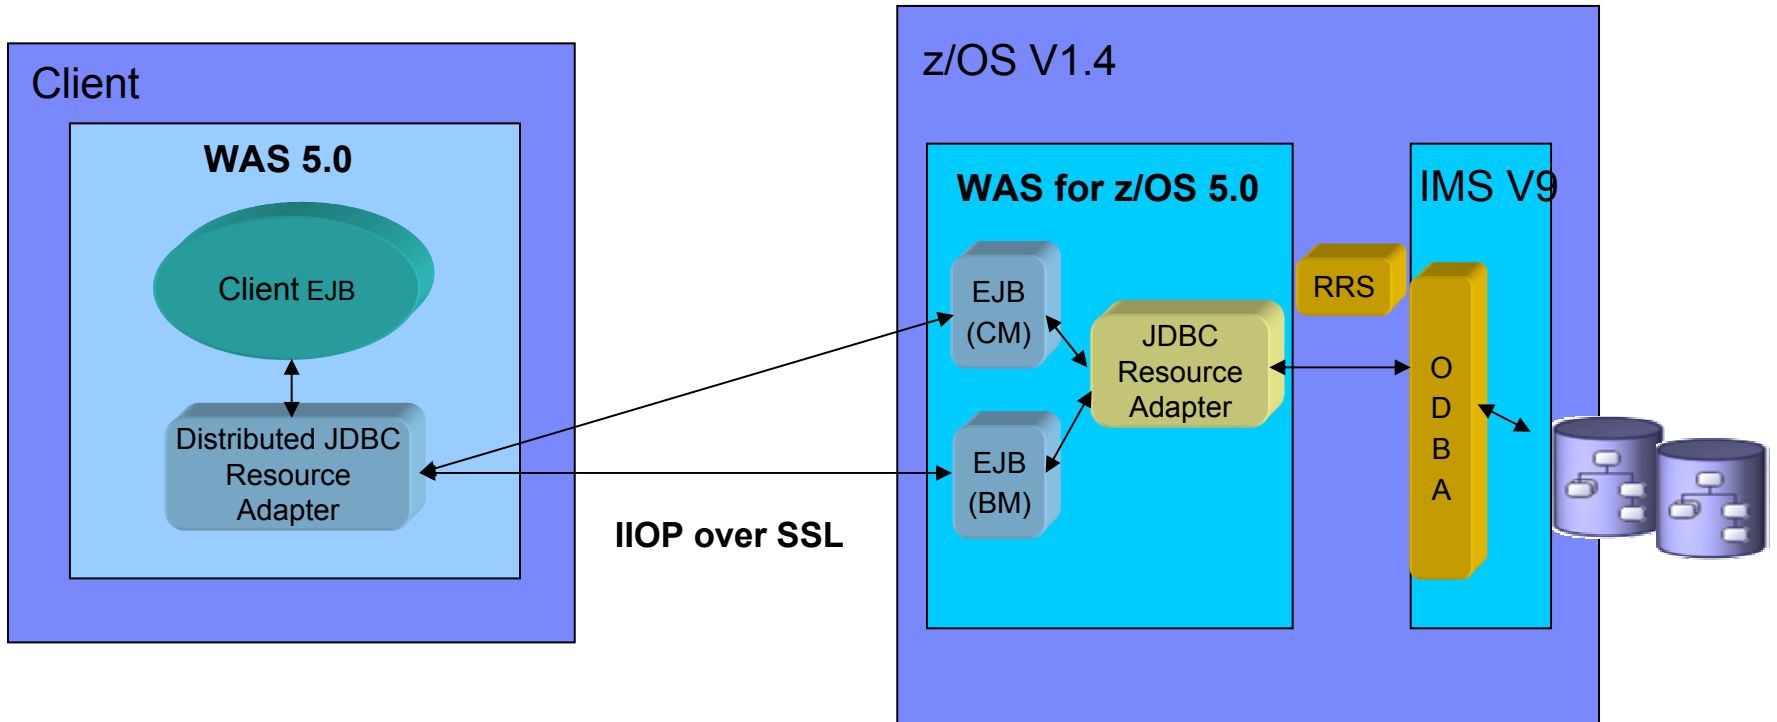 Client
WAS 5.0
Client EJB
Distributed JDBC
Resource
Adapter
IIOP over SSL
z/OS V1.4
WAS for z/OS 5.0
EJB
(CM)
EJB
(BM)
JDBC
Resource
Adapter
RRS
IMS V9
O
D
B
A